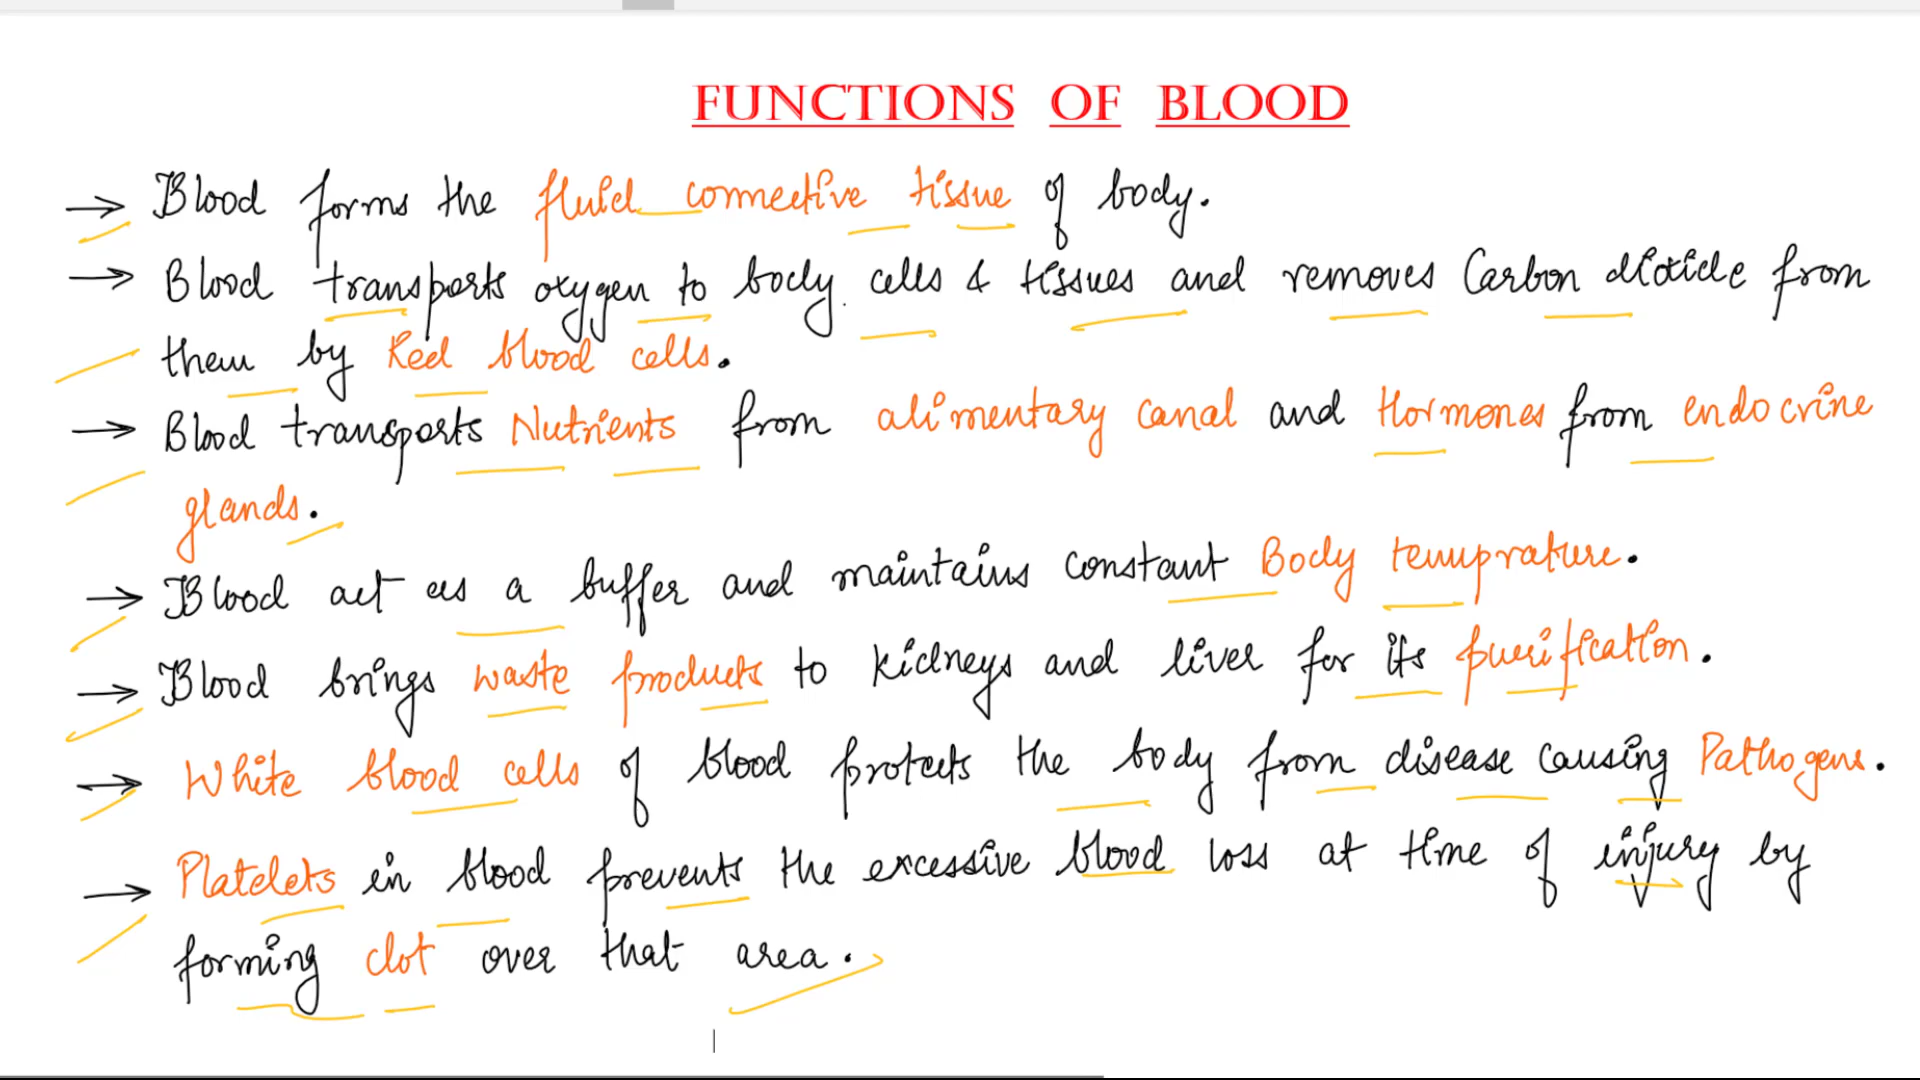 FUNCTIONS OF BLOOD
→ Blood forms the fluid connective tissue of body.
→ Blood transports oxygen to body cells & tissues and removes Carbon dioxide from
them by Red blood cells.
→ Blood transports Nutrients from alimentary canal and Hormones from endocrine
glands.
→ Blood act as a buffer and maintains constant Body temprature.
→ Blood brings waste products to kidneys and liver for its purification.
→ White blood cells of blood protects the body from disease causing Pathogens.
→ Platelets in blood prevents the excessive blood loss at time of injury by
forming clot over that area.